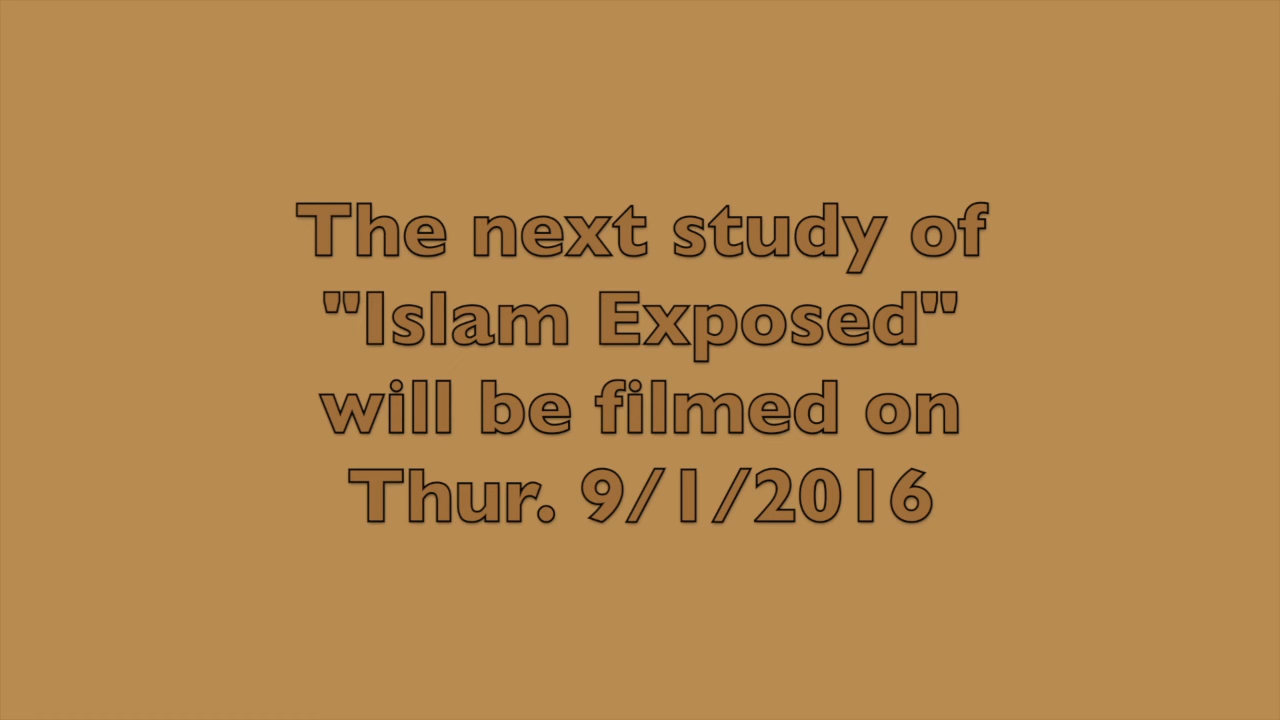 The next study of
"Islam Exposed"
will be filmed on
Thur. 9/1/2016